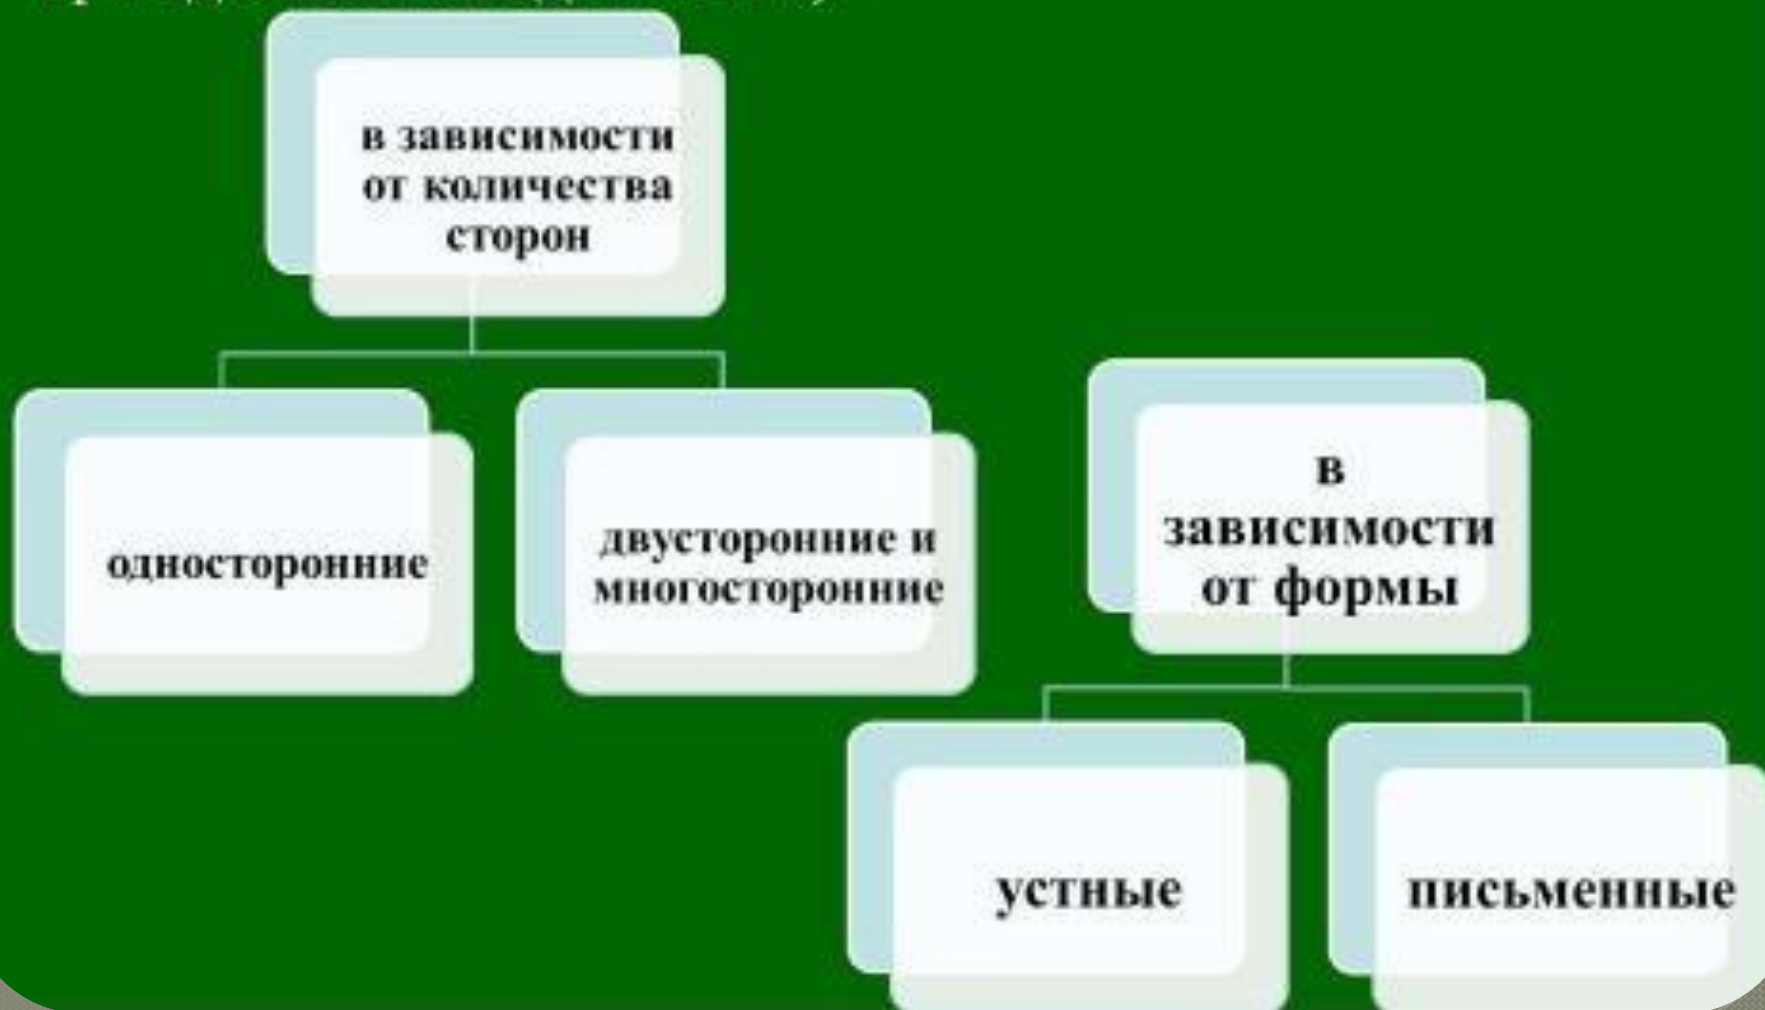 в зависимости
от количества
сторон
односторонние
двусторонние и
многосторонние
в
зависимости
от формы
устные
письменные